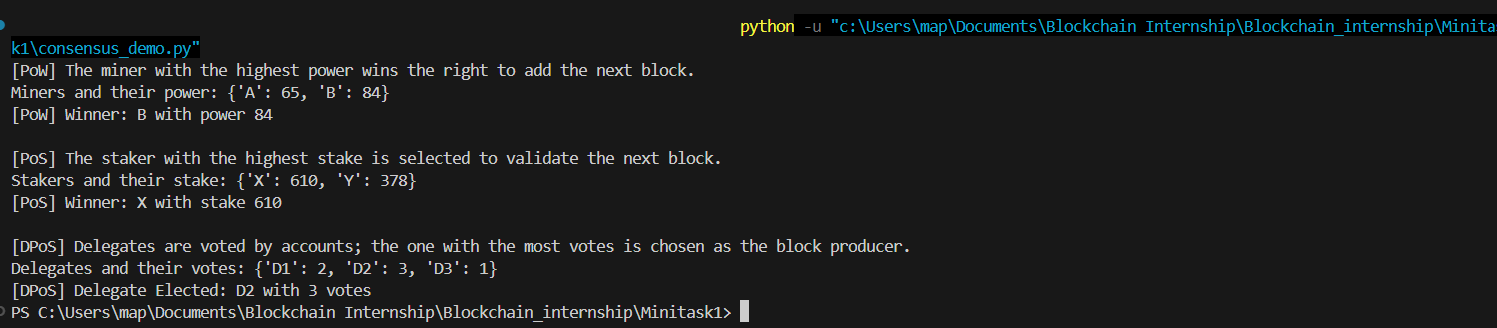 python -u "c:\Users\map\Documents\Blockchain Internship\Blockchain_internship\Minitas
k1\consensus_demo.py"
[PoW] The miner with the highest power wins the right to add the next block.
Miners and their power: {'A': 65, 'B': 84}
[PoW] Winner: B with power 84
[PoS] The staker with the highest stake is selected to validate the next block.
Stakers and their stake: {'X': 610, 'Y': 378}
[PoS] Winner: X with stake 610
[DPoS] Delegates are voted by accounts; the one with the most votes is chosen as the block producer.
Delegates and their votes: {'D1': 2, 'D2': 3, 'D3': 1}
[DPoS] Delegate Elected: D2 with 3 votes
PS C:\Users\map\Documents\Blockchain Internship\Blockchain_internship\Minitask1>